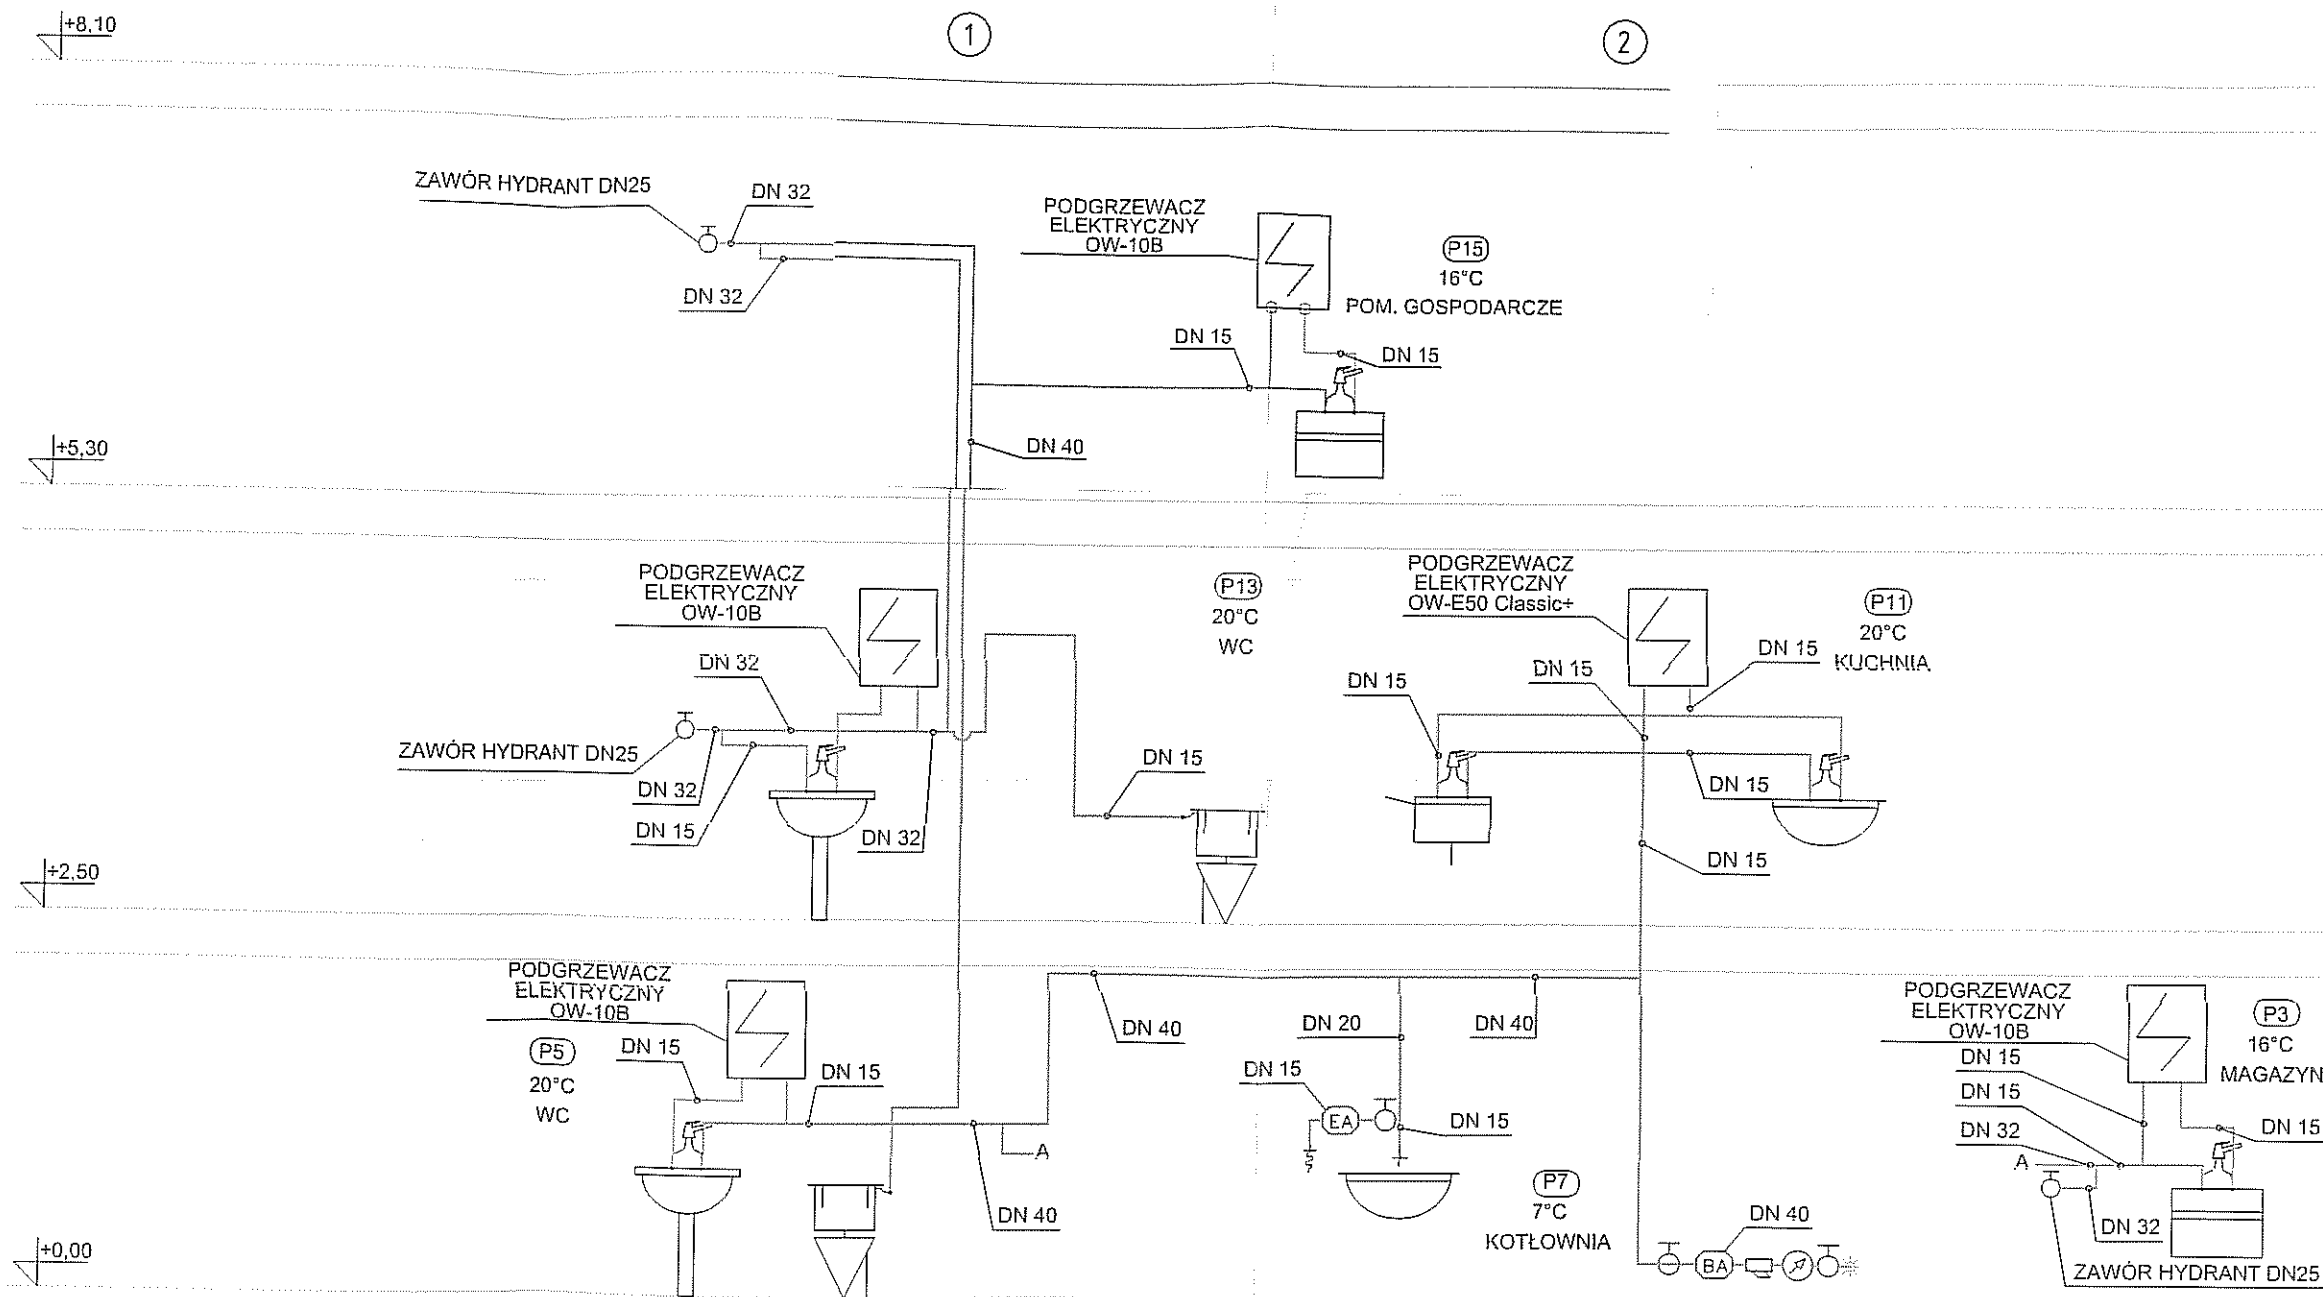 +8,10
1
2
ZAWÓR HYDRANT DN25
DN 32
DN 32
PODGRZEWACZ
ELEKTRYCZNY
OW-10B
P15
16°C
POM. GOSPODARCZE
DN 15
DN 15
DN 40
+5,30
PODGRZEWACZ
ELEKTRYCZNY
OW-10B
DN 32
ZAWÓR HYDRANT DN25
DN 32
DN 15
DN 32
P13
20°C
WC
DN 15
PODGRZEWACZ
ELEKTRYCZNY
OW-E50 Classic+
P11
20°C
KUCHNIA
DN 15
DN 15
DN 15
DN 15
DN 15
+2,50
PODGRZEWACZ
ELEKTRYCZNY
OW-10B
P5
20°C
WC
DN 15
DN 15
A
DN 40
DN 40
DN 20
DN 40
DN 15
EA
DN 15
P7
7°C
KOTŁOWNIA
DN 40
BA
PODGRZEWACZ
ELEKTRYCZNY
OW-10B
P3
16°C
MAGAZYN
DN 15
DN 15
DN 32
DN 15
A
DN 32
ZAWÓR HYDRANT DN25
+0,00